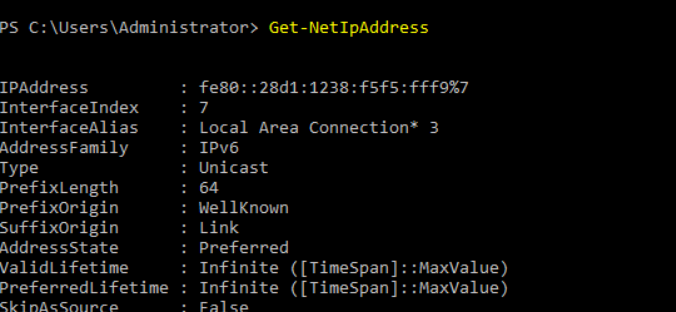 PS C:\Users\Administrator> Get-NetIpAddress
IPAddress : fe80::28d1:1238:f5f5:fff9%7
InterfaceIndex : 7
InterfaceAlias : Local Area Connection* 3
AddressFamily : IPv6
Type : Unicast
PrefixLength : 64
PrefixOrigin : WellKnown
SuffixOrigin : Link
AddressState : Preferred
ValidLifetime : Infinite ([TimeSpan]::MaxValue)
PreferredLifetime : Infinite ([TimeSpan]::MaxValue)
SkipAsSource : False